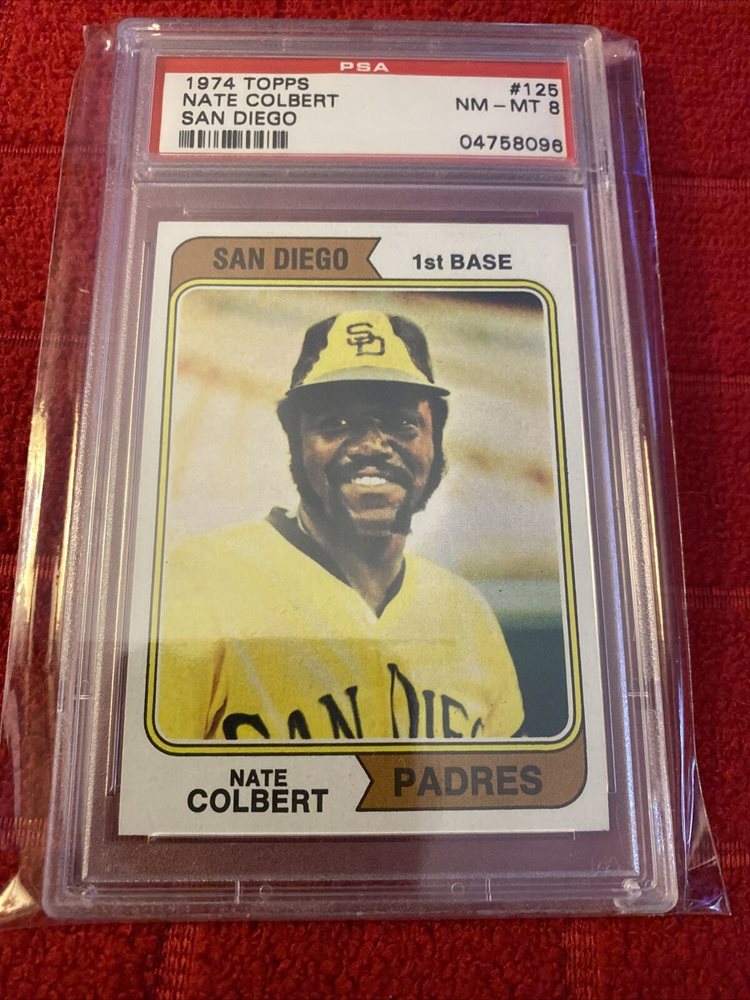 PSA
1974 TOPPS #125
NATE COLBERT NM-MT 8
SAN DIEGO
04758096
SAN DIEGO 1st BASE
SD
SAN DIEG
NATE
COLBERT
PADRES